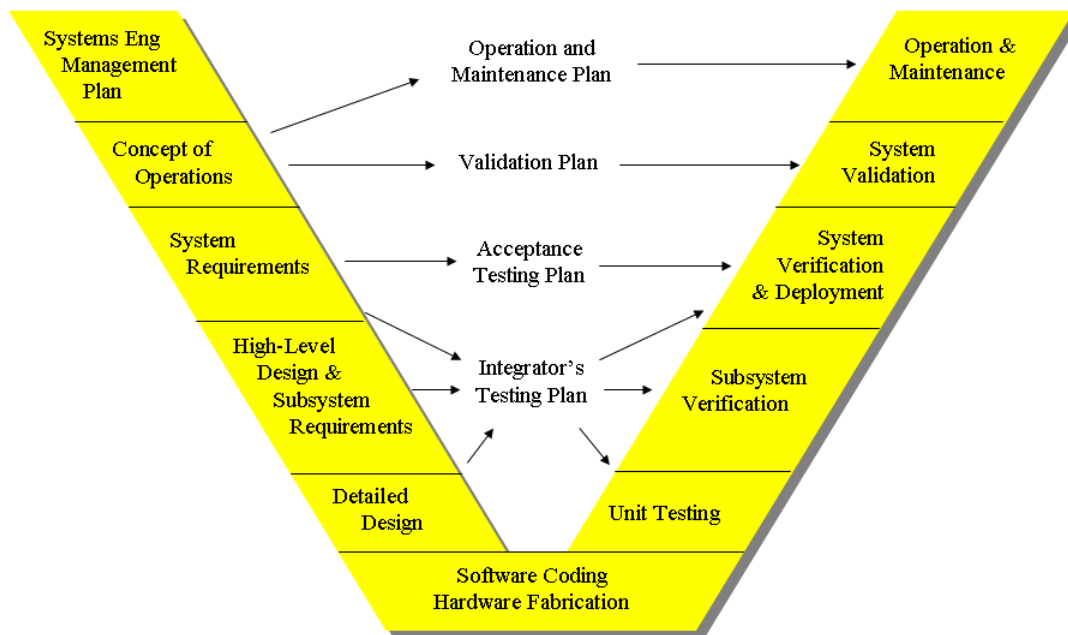 Systems Eng
Management
Plan
Concept of
Operations
System
Requirements
High-Level
Design &
Subsystem
Requirements
Detailed
Design
Software Coding
Hardware Fabrication
Operation and
Maintenance Plan
Validation Plan
Acceptance
Testing Plan
Integrator's
Testing Plan
Operation &
Maintenance
System
Validation
System
Verification
& Deployment
Subsystem
Verification
Unit Testing